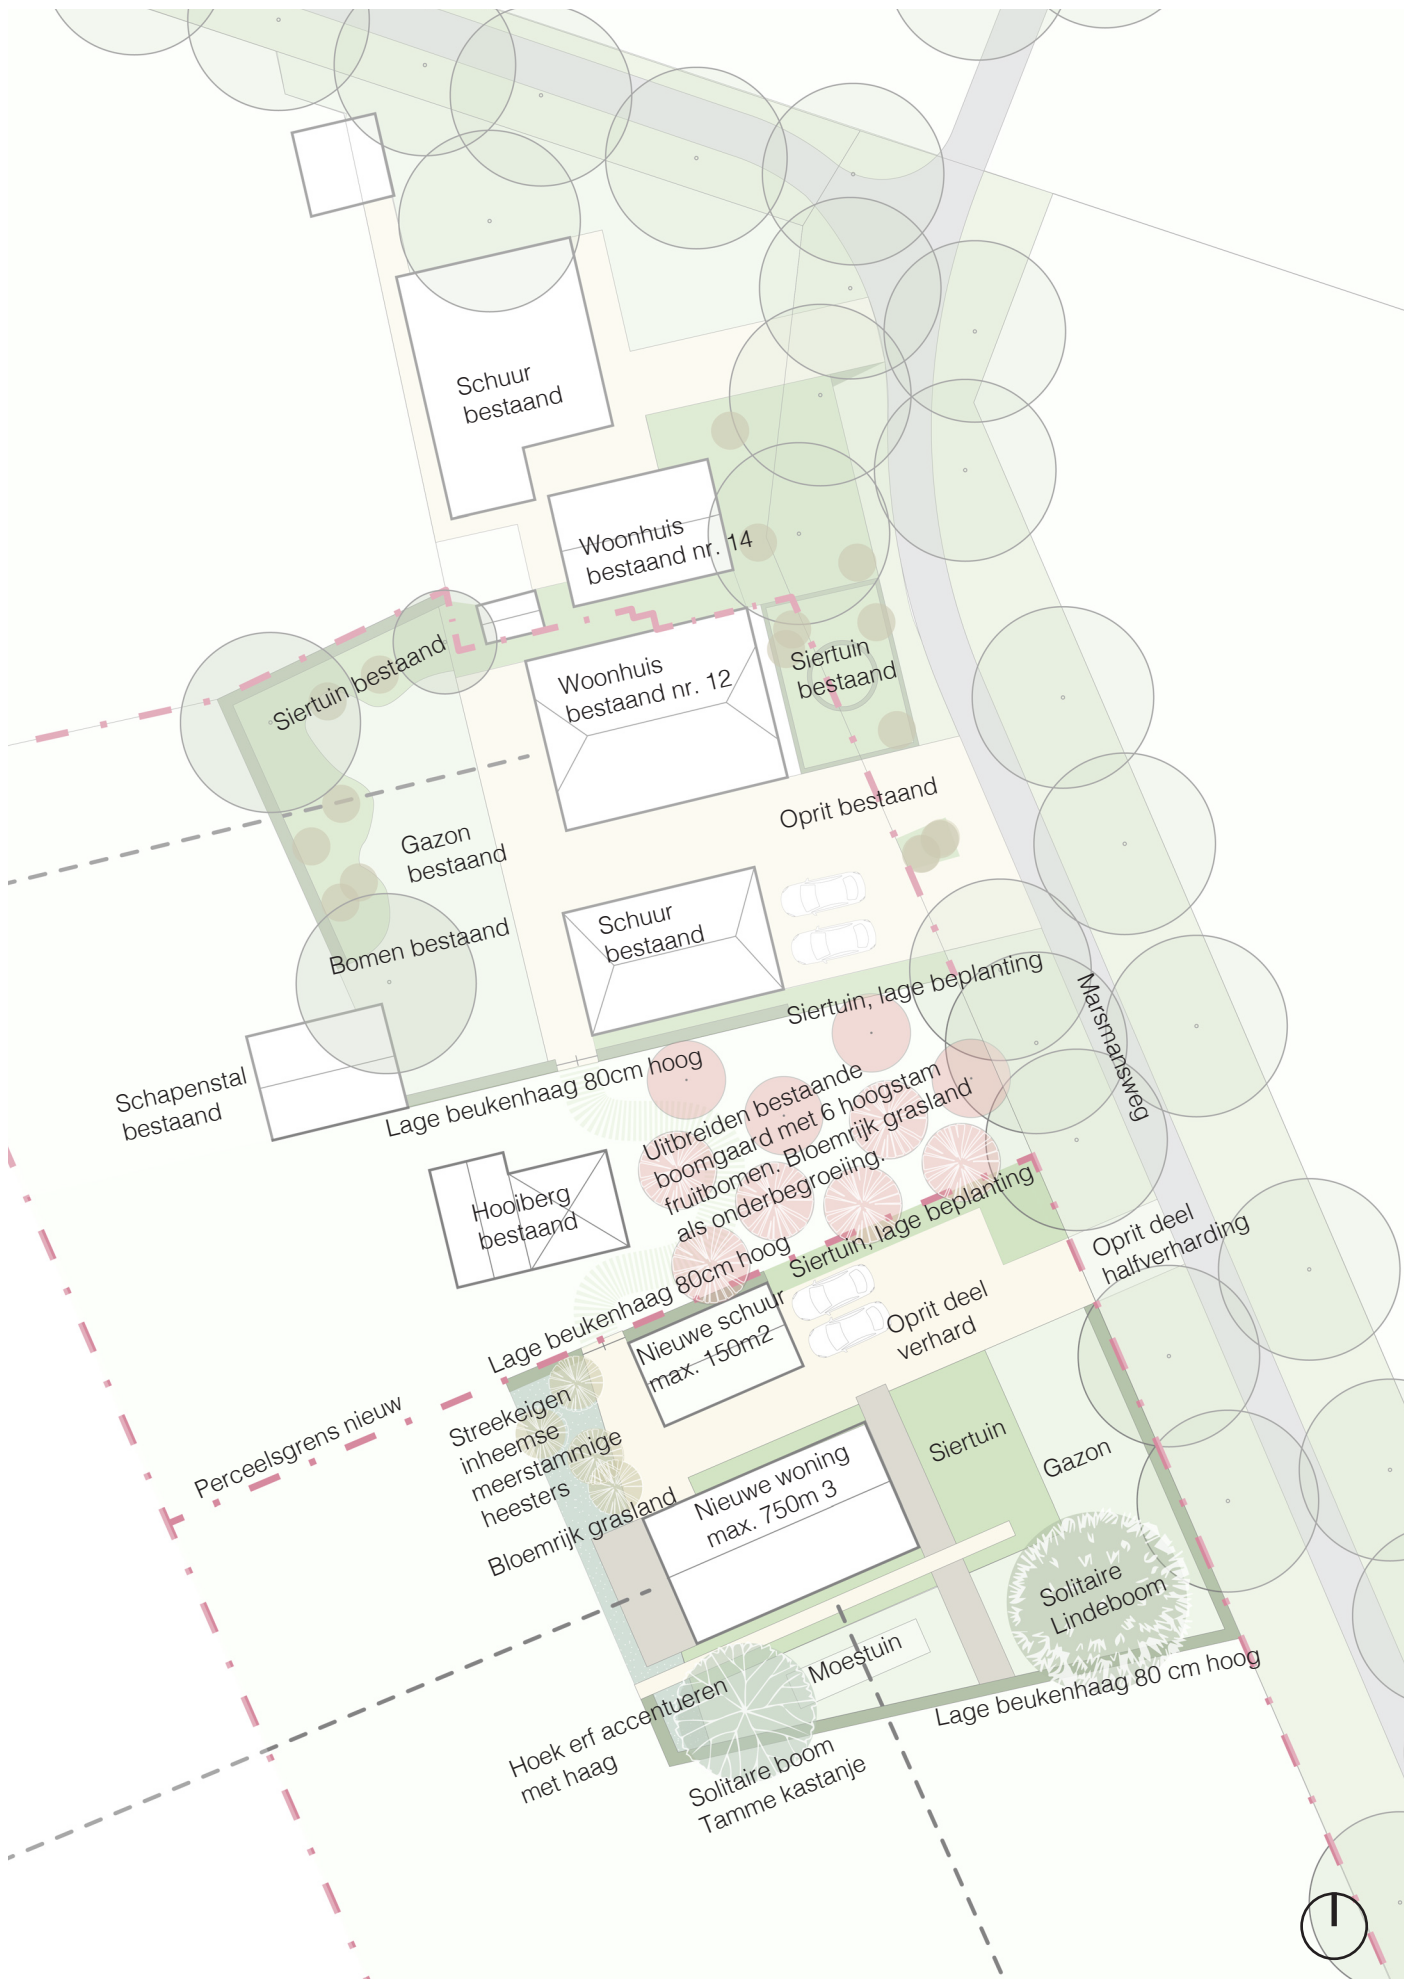 Schuur
bestaand
Woonhuis
bestaand nr. 14
Siertuin bestaand
Woonhuis
bestaand nr. 12
Siertuin
bestaand
Oprit bestaand
Gazon
bestaand
Schuur
bestaand
Bomen bestaand
Siertuin, lage beplanting
Marsmansweg
Schapenstal
bestaand
Lage beukenhaag 80cm hoog
Uitbreiden bestaande
boomgaard met 6 hoogstam
fruitbomen. Bloemrijk grasland
als onderbegroeiing.
Hooiberg
bestaand
Siertuin, lage beplanting
Oprit deel
halfverharding
Lage beukenhaag 80cm hoog
Nieuwe schuur
max. 150m2
Oprit deel
verhard
Perceelsgrens nieuw
Streekeigen
inheemse
meerstammige
heesters
Siertuin
Gazon
Nieuwe woning
max. 750m 3
Bloemrijk grasland
Solitaire
Lindeboom
Moestuin
Lage beukenhaag 80 cm hoog
Hoek erf accentueren
met haag
Solitaire boom
Tamme kastanje